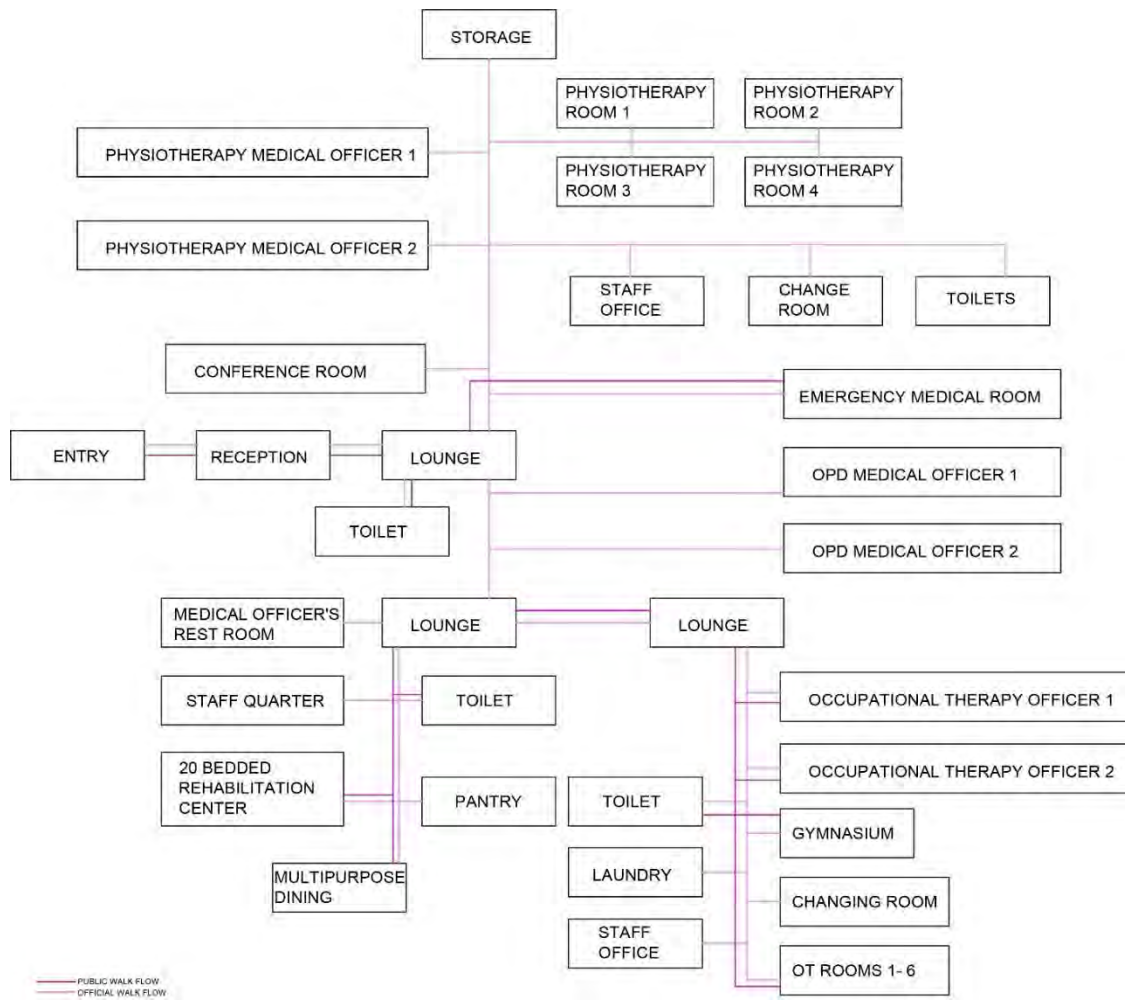 STORAGE
PHYSIOTHERAPY
ROOM 1
PHYSIOTHERAPY
ROOM 2
PHYSIOTHERAPY MEDICAL OFFICER 1
PHYSIOTHERAPY
ROOM 3
PHYSIOTHERAPY
ROOM 4
PHYSIOTHERAPY MEDICAL OFFICER 2
STAFF
OFFICE
CHANGE
ROOM
TOILETS
CONFERENCE ROOM
EMERGENCY MEDICAL ROOM
ENTRY
RECEPTION
LOUNGE
OPD MEDICAL OFFICER 1
TOILET
OPD MEDICAL OFFICER 2
MEDICAL OFFICER'S
REST ROOM
LOUNGE
LOUNGE
STAFF QUARTER
TOILET
OCCUPATIONAL THERAPY OFFICER 1
20 BEDDED
REHABILITATION
CENTER
PANTRY
TOILET
OCCUPATIONAL THERAPY OFFICER 2
GYMNASIUM
MULTIPURPOSE
DINING
LAUNDRY
CHANGING ROOM
STAFF
OFFICE
OT ROOMS 1- 6
PUBLIC WALK FLOW
OFFICIAL WALK FLOW